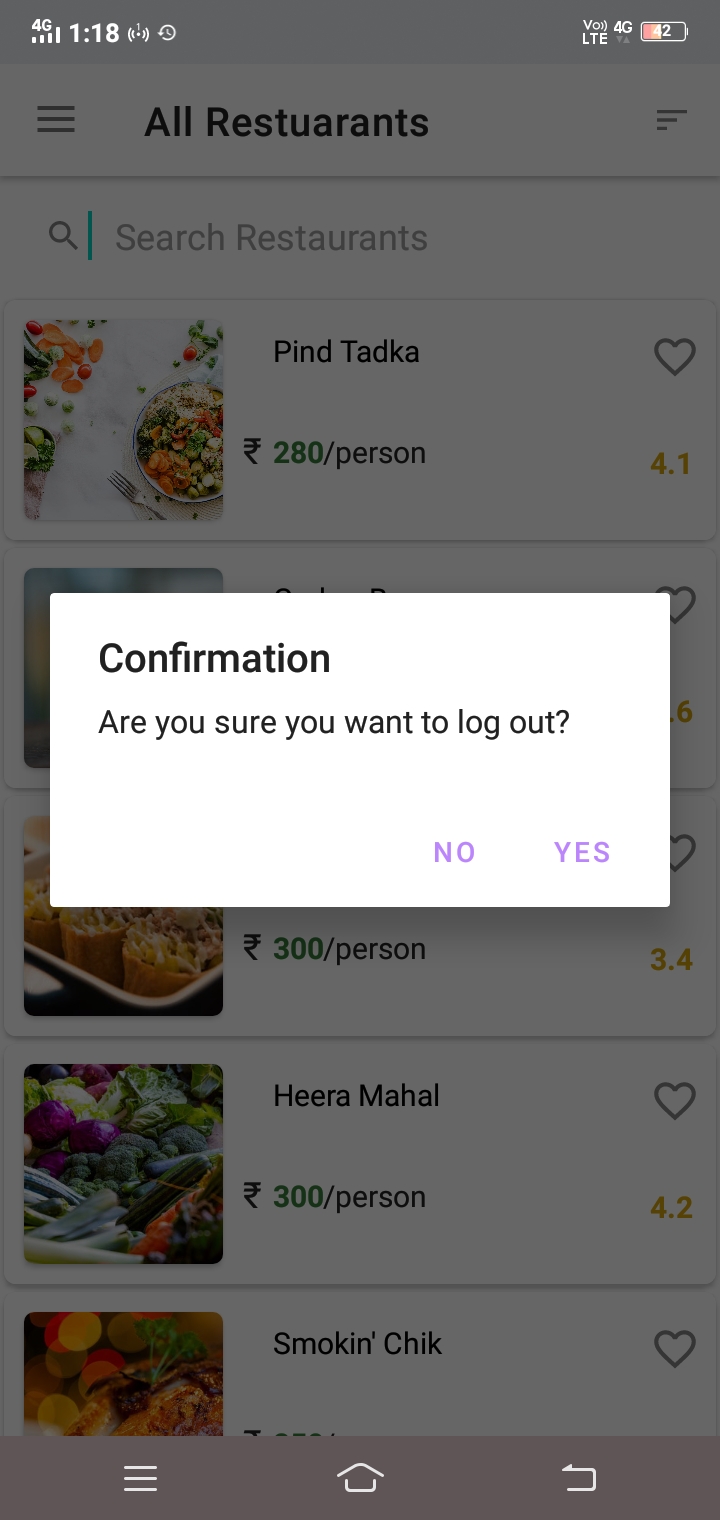 4G 1:18 Vo)) LTE 4G 42
All Restuarants
Search Restaurants
Pind Tadka
₹ 280/person
4.1
.6
Confirmation
Are you sure you want to log out?
NO YES
₹ 300/person
3.4
Heera Mahal
₹ 300/person
4.2
Smokin' Chik